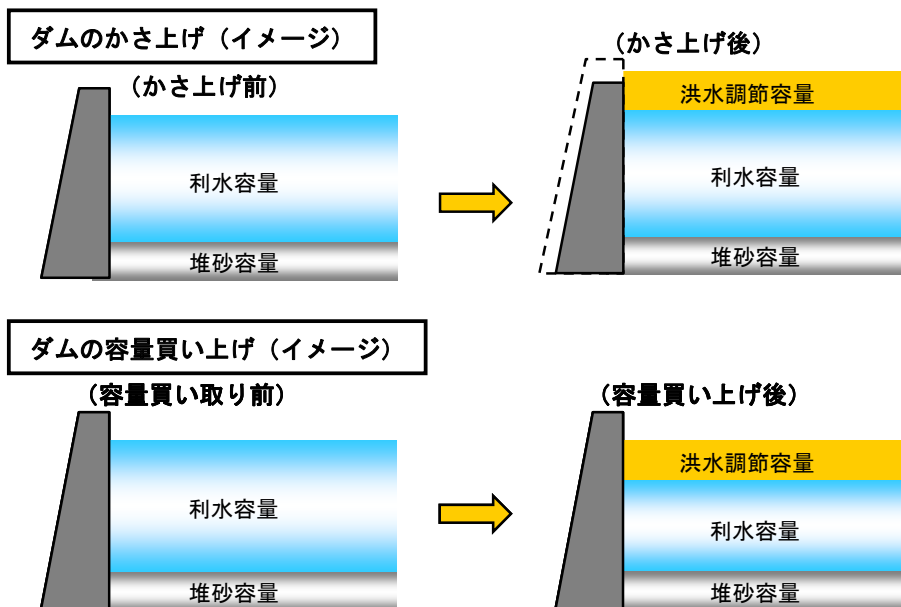 ダムのかさ上げ（イメージ）
（かさ上げ前）
（かさ上げ後）
利水容量
堆砂容量
洪水調節容量
利水容量
堆砂容量
ダムの容量買い上げ（イメージ）
（容量買い取り前）
（容量買い上げ後）
利水容量
堆砂容量
洪水調節容量
利水容量
堆砂容量